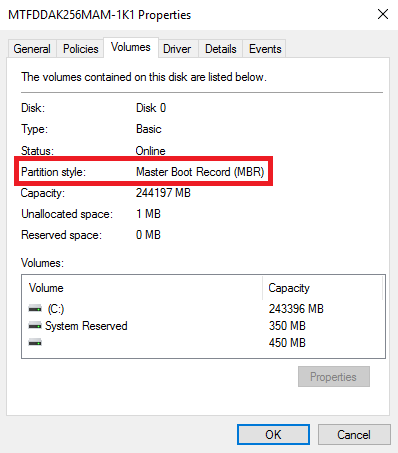 MTFDDAK256MAM-1K1 Properties
General Policies Volumes Driver Details Events
The volumes contained on this disk are listed below.
Disk: Disk 0
Type: Basic
Status: Online
Partition style: Master Boot Record (MBR)
Capacity: 244197 MB
Unallocated space: 1 MB
Reserved space: 0 MB
Volumes:
Volume Capacity
(C:) 243396 MB
System Reserved 350 MB
450 MB
Properties
OK Cancel